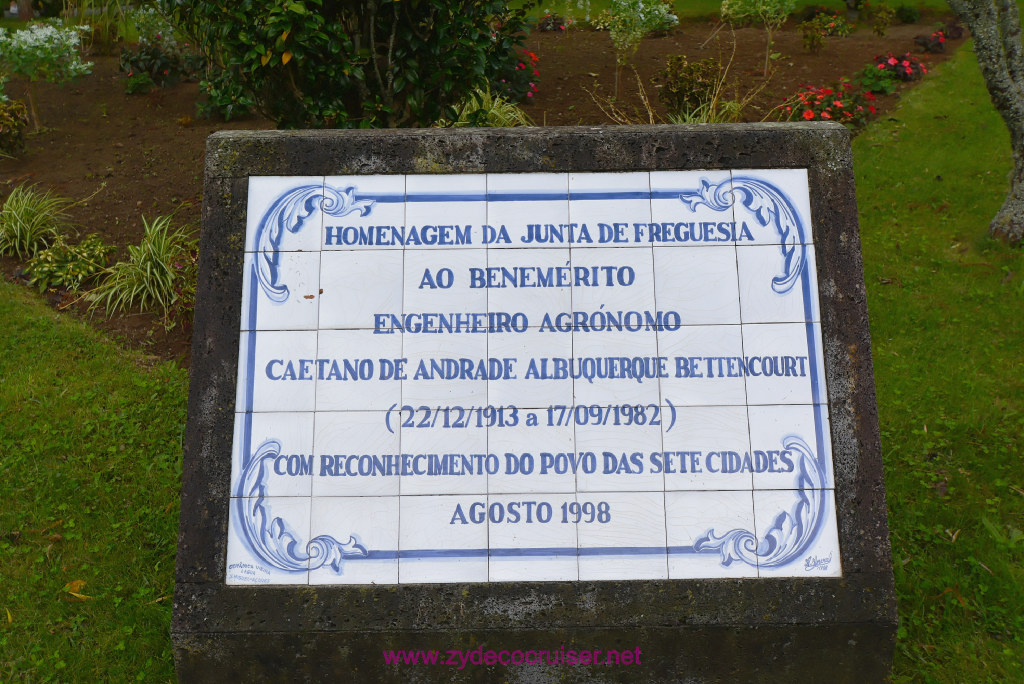 HOMENAGEM DA JUNTA DE FREGUESIA
AO BENEMÉRITO
ENGENHEIRO AGRÓNOMO
CAETANO DE ANDRADE ALBUQUERQUE BETTENCOURT
(22/12/1913 a 17/09/1982)
COM RECONHECIMENTO DO POVO DAS SETE CIDADES
AGOSTO 1998
www.zydecocruiser.net